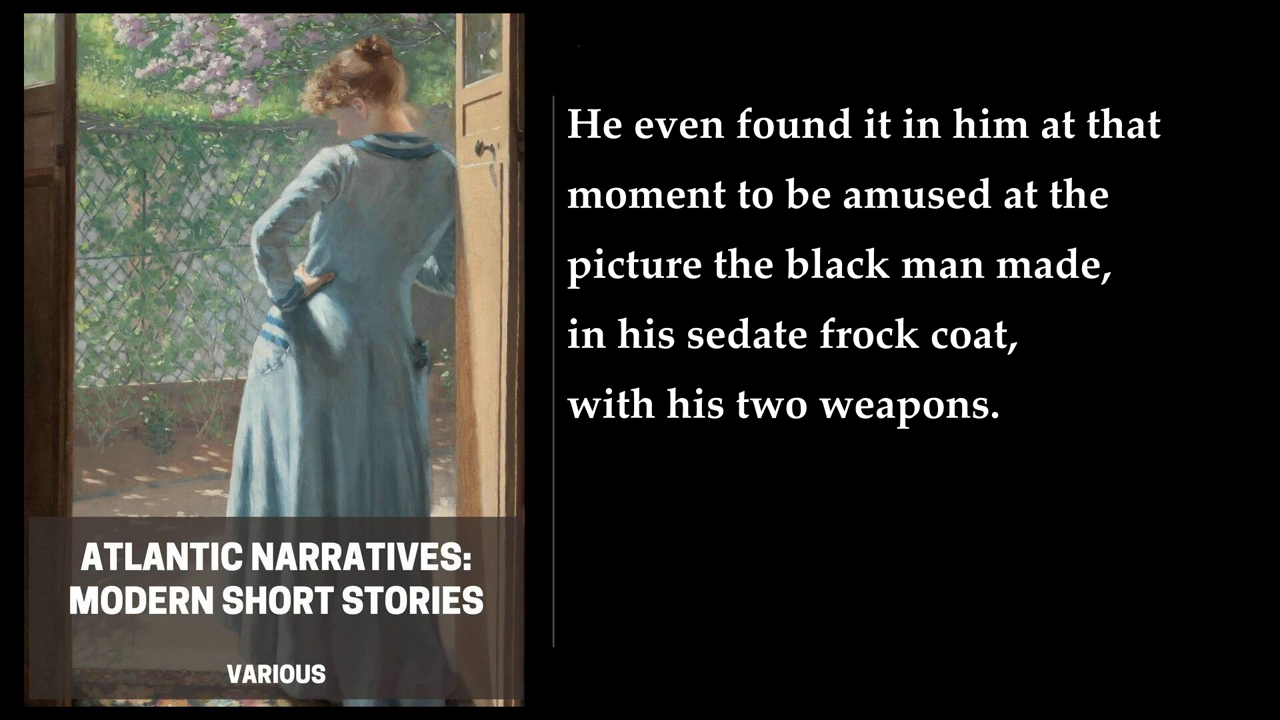 He even found it in him at that
moment to be amused at the
picture the black man made,
in his sedate frock coat,
with his two weapons.
ATLANTIC NARRATIVES:
MODERN SHORT STORIES
VARIOUS